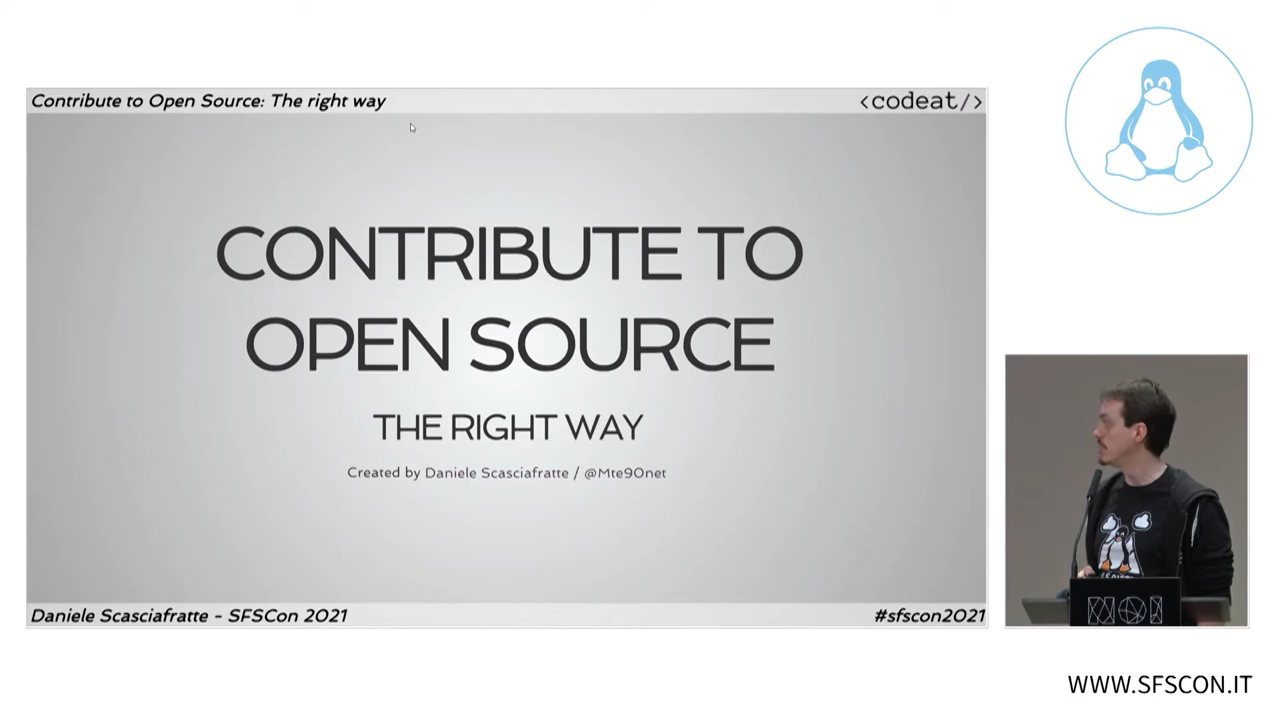 Contribute to Open Source: The right way
<codeat/>
CONTRIBUTE TO
OPEN SOURCE
THE RIGHT WAY
Created by Daniele Scasciafratte / @Mte90net
Daniele Scasciafratte - SFSCon 2021
#sfscon2021
NOI
WWW.SFSCON.IT